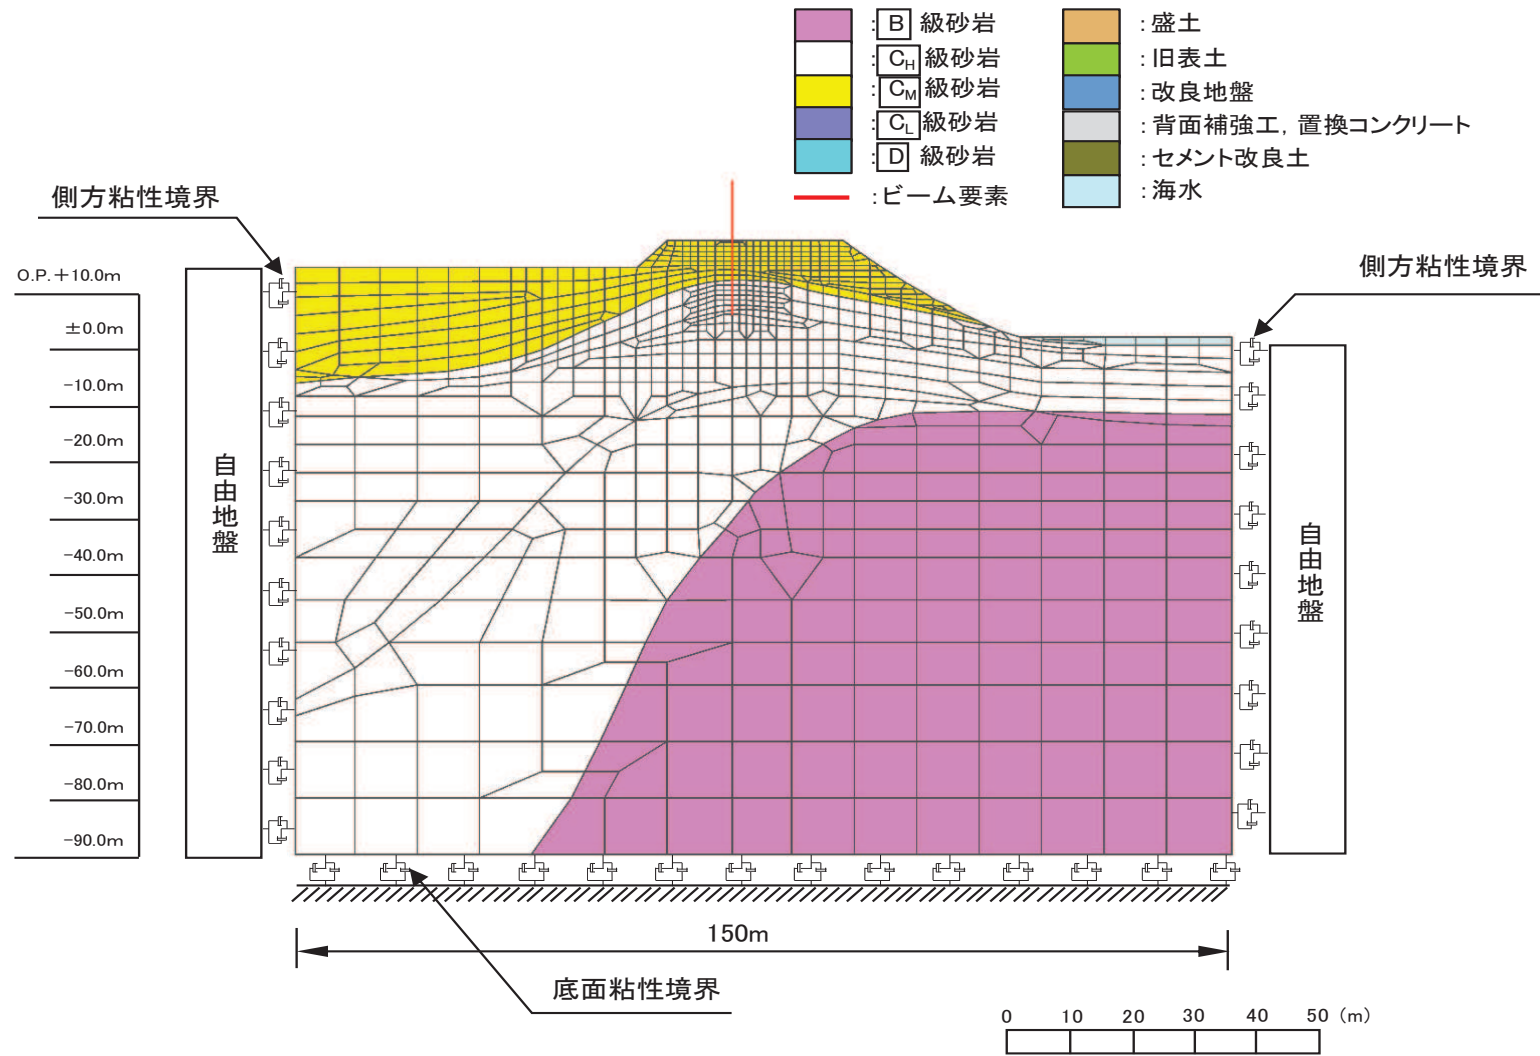 :B 級砂岩
:CH 級砂岩
:CM 級砂岩
:CL 級砂岩
:D 級砂岩
:ビーム要素
:盛土
:旧表土
:改良地盤
:背面補強工, 置換コンクリート
:セメント改良土
:海水
側方粘性境界
側方粘性境界
O.P.+10.0m
±0.0m
-10.0m
-20.0m
-30.0m
-40.0m
-50.0m
-60.0m
-70.0m
-80.0m
-90.0m
自由地盤
自由地盤
150m
底面粘性境界
0 10 20 30 40 50 (m)